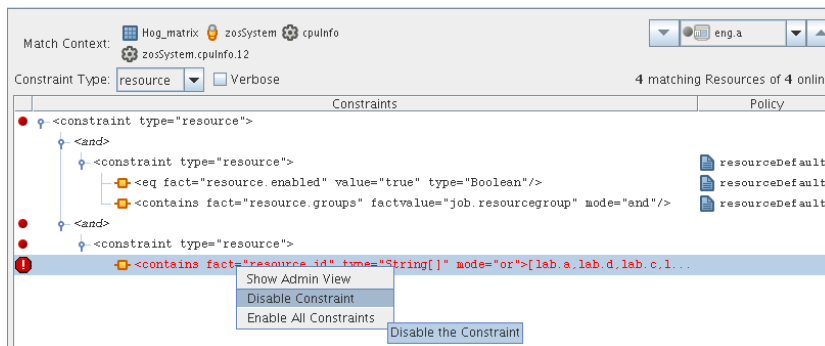 Match Context: Hog_matrix zosSystem cpuInfo
zosSystem.cpuInfo.12
eng.a
Constraint Type: resource Verbose
4 matching Resources of 4 onlin
Constraints Policy
<constraint type="resource">
<and>
<constraint type="resource"> resourceDefault
<eq fact="resource.enabled" value="true" type="Boolean"/> resourceDefault
<contains fact="resource.groups" factvalue="job.resourcegroup" mode="and"/> resourceDefault
<and>
<constraint type="resource">
<contains fact="resource.id" type="String[]" mode="or">[lab.a,lab.d,lab.c,l...
Show Admin View
Disable Constraint
Enable All Constraints
Disable the Constraint